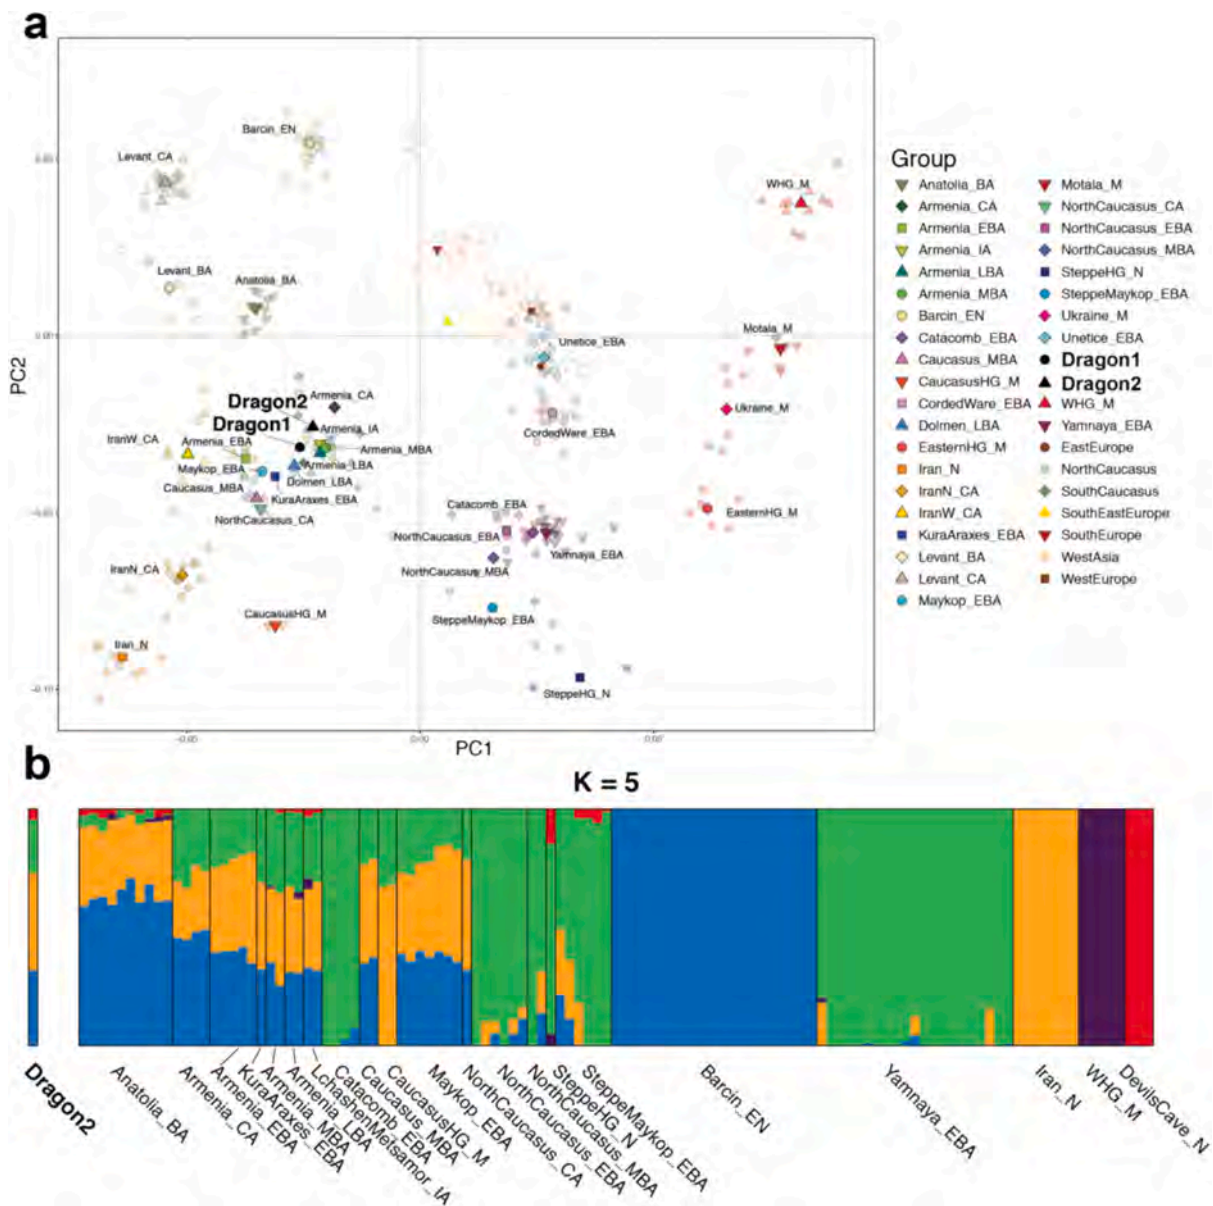 a
Barcin_EN
Levant_CA
WHG_M
Levant_BA
Anatolia_BA
Motala_M
Unetice_EBA
Dragon2
Armenia_CA
Dragon1
Armenia_IA
Ukraine_M
IranW_CA
Armenia_EBA
Armenia_MBA
CordedWare_EBA
Maykop_EBA
Armenia_LBA
Dolmen_LBA
Caucasus_MBA
KuraAraxes_EBA
NorthCaucasus_CA
Catacomb_EBA
EasternHG_M
NorthCaucasus_EBA
Yamnaya_EBA
NorthCaucasus_MBA
IranN_CA
CaucasusHG_M
SteppeMaykop_EBA
Iran_N
SteppeHG_N
PC2
PC1
Group
Anatolia_BA
Armenia_CA
Armenia_EBA
Armenia_IA
Armenia_LBA
Armenia_MBA
Barcin_EN
Catacomb_EBA
Caucasus_MBA
CaucasusHG_M
CordedWare_EBA
Dolmen_LBA
EasternHG_M
Iran_N
IranN_CA
IranW_CA
KuraAraxes_EBA
Levant_BA
Levant_CA
Maykop_EBA
Motala_M
NorthCaucasus_CA
NorthCaucasus_EBA
NorthCaucasus_MBA
SteppeHG_N
SteppeMaykop_EBA
Ukraine_M
Unetice_EBA
Dragon1
Dragon2
WHG_M
Yamnaya_EBA
EastEurope
NorthCaucasus
SouthCaucasus
SouthEastEurope
SouthEurope
WestAsia
WestEurope
b
K = 5
Dragon2
Anatolia_BA
Armenia_CA
Armenia_EBA
KuraAraxes_EBA
Armenia_MBA
Armenia_LBA
LchashenMetsamor_IA
Catacomb_EBA
Caucasus_MBA
CaucasusHG_M
Maykop_EBA
NorthCaucasus_CA
NorthCaucasus_EBA
NorthCaucasus_MBA
SteppeHG_N
SteppeMaykop_EBA
Barcin_EN
Yamnaya_EBA
Iran_N
WHG_M
DevilsCave_N